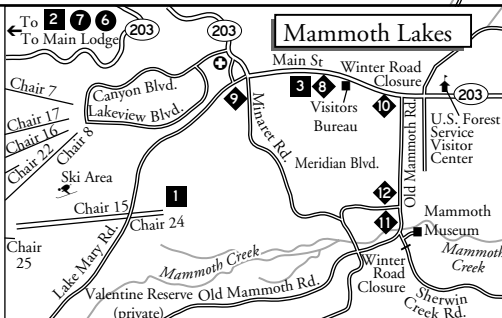 To 2 7 6
To Main Lodge
203
203
Mammoth Lakes
Main St
Winter Road
Closure
Chair 7
Canyon Blvd.
Lakeview Blvd.
3 8
9
Visitors
Bureau
10
203
U.S. Forest
Service
Visitor
Center
Chair 17
Chair 16
Chair 22
Chair 8
Minaret Rd.
Meridian Blvd.
Old Mammoth Rd.
Ski Area
1
12
Chair 15
Chair 24
11
Mammoth
Museum
Chair
25
Lake Mary Rd.
Mammoth Creek
Mammoth
Creek
Winter
Road
Closure
Valentine Reserve
(private)
Old Mammoth Rd.
Sherwin
Creek Rd.